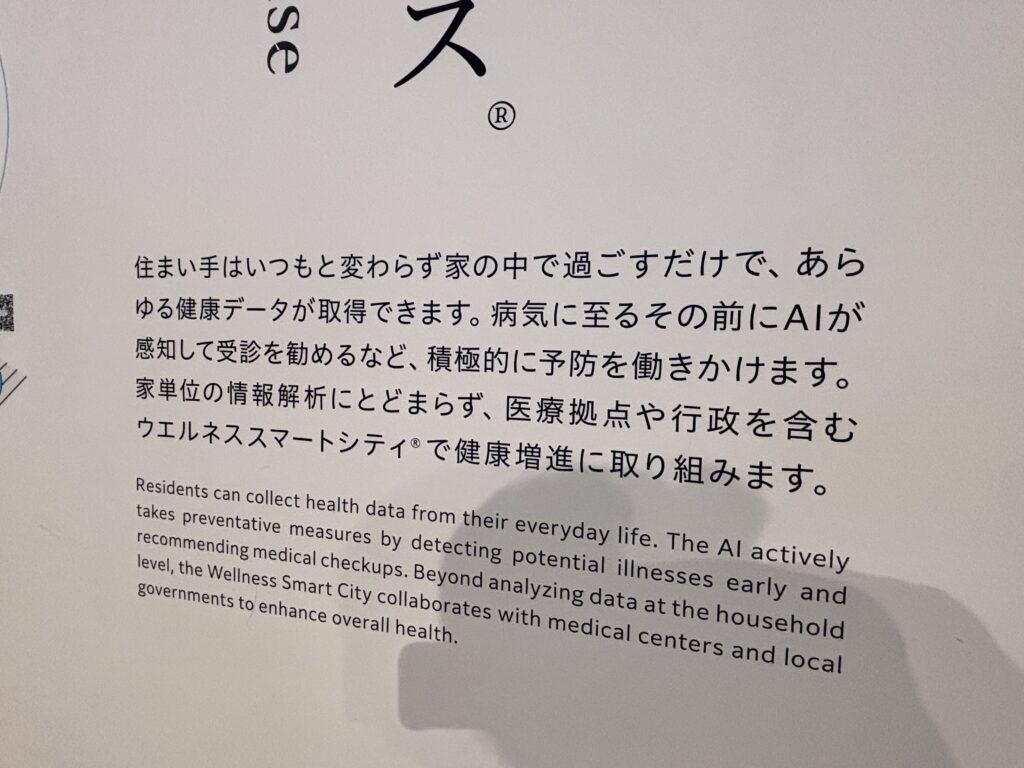 ス®
住まい手はいつもと変わらず家の中で過ごすだけで、あら
ゆる健康データが取得できます。病気に至るその前にAIが
感知して受診を勧めるなど、積極的に予防を働きかけます。
家単位の情報解析にとどまらず、医療拠点や行政を含む
ウエルネススマートシティ®で健康増進に取り組みます。
Residents can collect health data from their everyday life. The AI actively
takes preventative measures by detecting potential illnesses early and
recommending medical checkups. Beyond analyzing data at the household
level, the Wellness Smart City collaborates with medical centers and local
governments to enhance overall health.